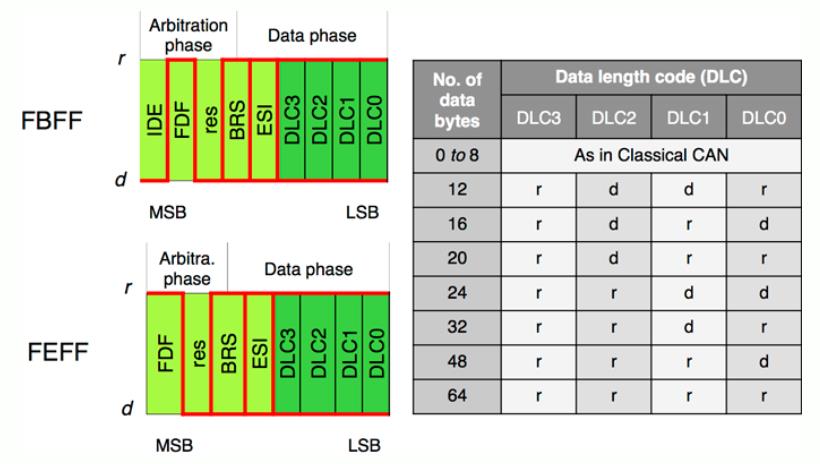 Arbitration
phase
Data phase
r
FBFF
IDE
FDF
res
BRS
ESI
DLC3
DLC2
DLC1
DLC0
d
MSB
LSB
Arbitra.
phase
Data phase
r
FEFF
FDF
res
BRS
ESI
DLC3
DLC2
DLC1
DLC0
d
MSB
LSB
No. of
data
bytes
Data length code (DLC)
DLC3 DLC2 DLC1 DLC0
0 to 8 As in Classical CAN
12 r d d r
16 r d r d
20 r d r r
24 r r d d
32 r r d r
48 r r r d
64 r r r r